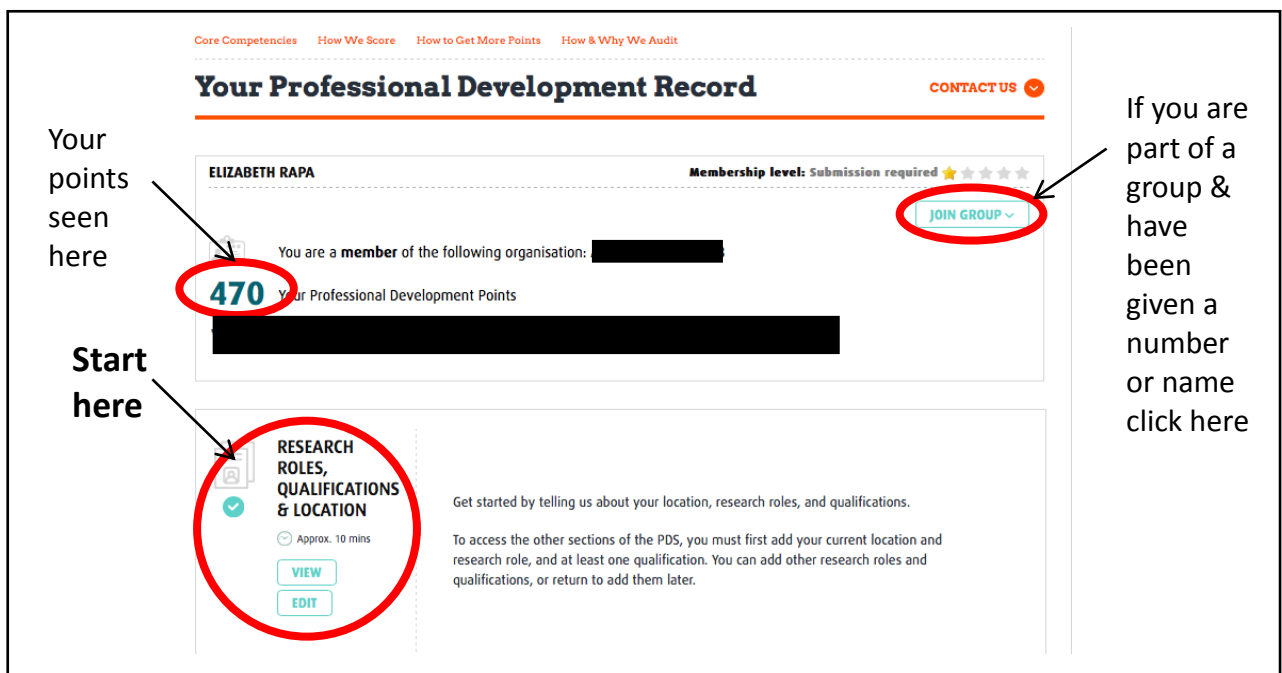 Core Competencies How We Score How to Get More Points How & Why We Audit
Your Professional Development Record
CONTACT US
Your
points
seen
here
If you are
part of a
group &
have
been
given a
number
or name
click here
ELIZABETH RAPA
Membership level: Submission required
JOIN GROUP
You are a member of the following organisation:
470 Your Professional Development Points
Start
here
RESEARCH
ROLES,
QUALIFICATIONS
& LOCATION
Approx. 10 mins
VIEW
EDIT
Get started by telling us about your location, research roles, and qualifications.
To access the other sections of the PDS, you must first add your current location and
research role, and at least one qualification. You can add other research roles and
qualifications, or return to add them later.